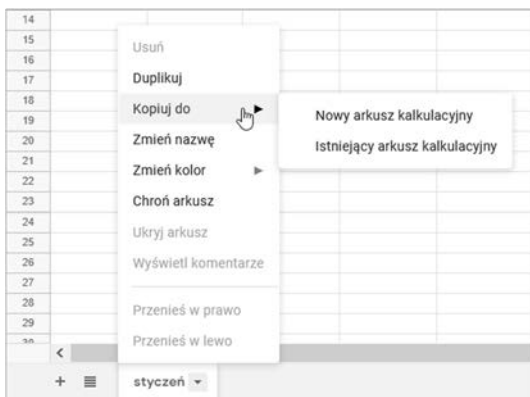 14
15
Usuń
16
17
Duplikuj
18
Kopiuj do
Nowy arkusz kalkulacyjny
19
20
Zmień nazwę
Istniejący arkusz kalkulacyjny
21
Zmień kolor
22
23
Chroń arkusz
24
Ukryj arkusz
25
26
Wyświetl komentarze
27
28
Przenieś w prawo
29
30
Przenieś w lewo
styczeń